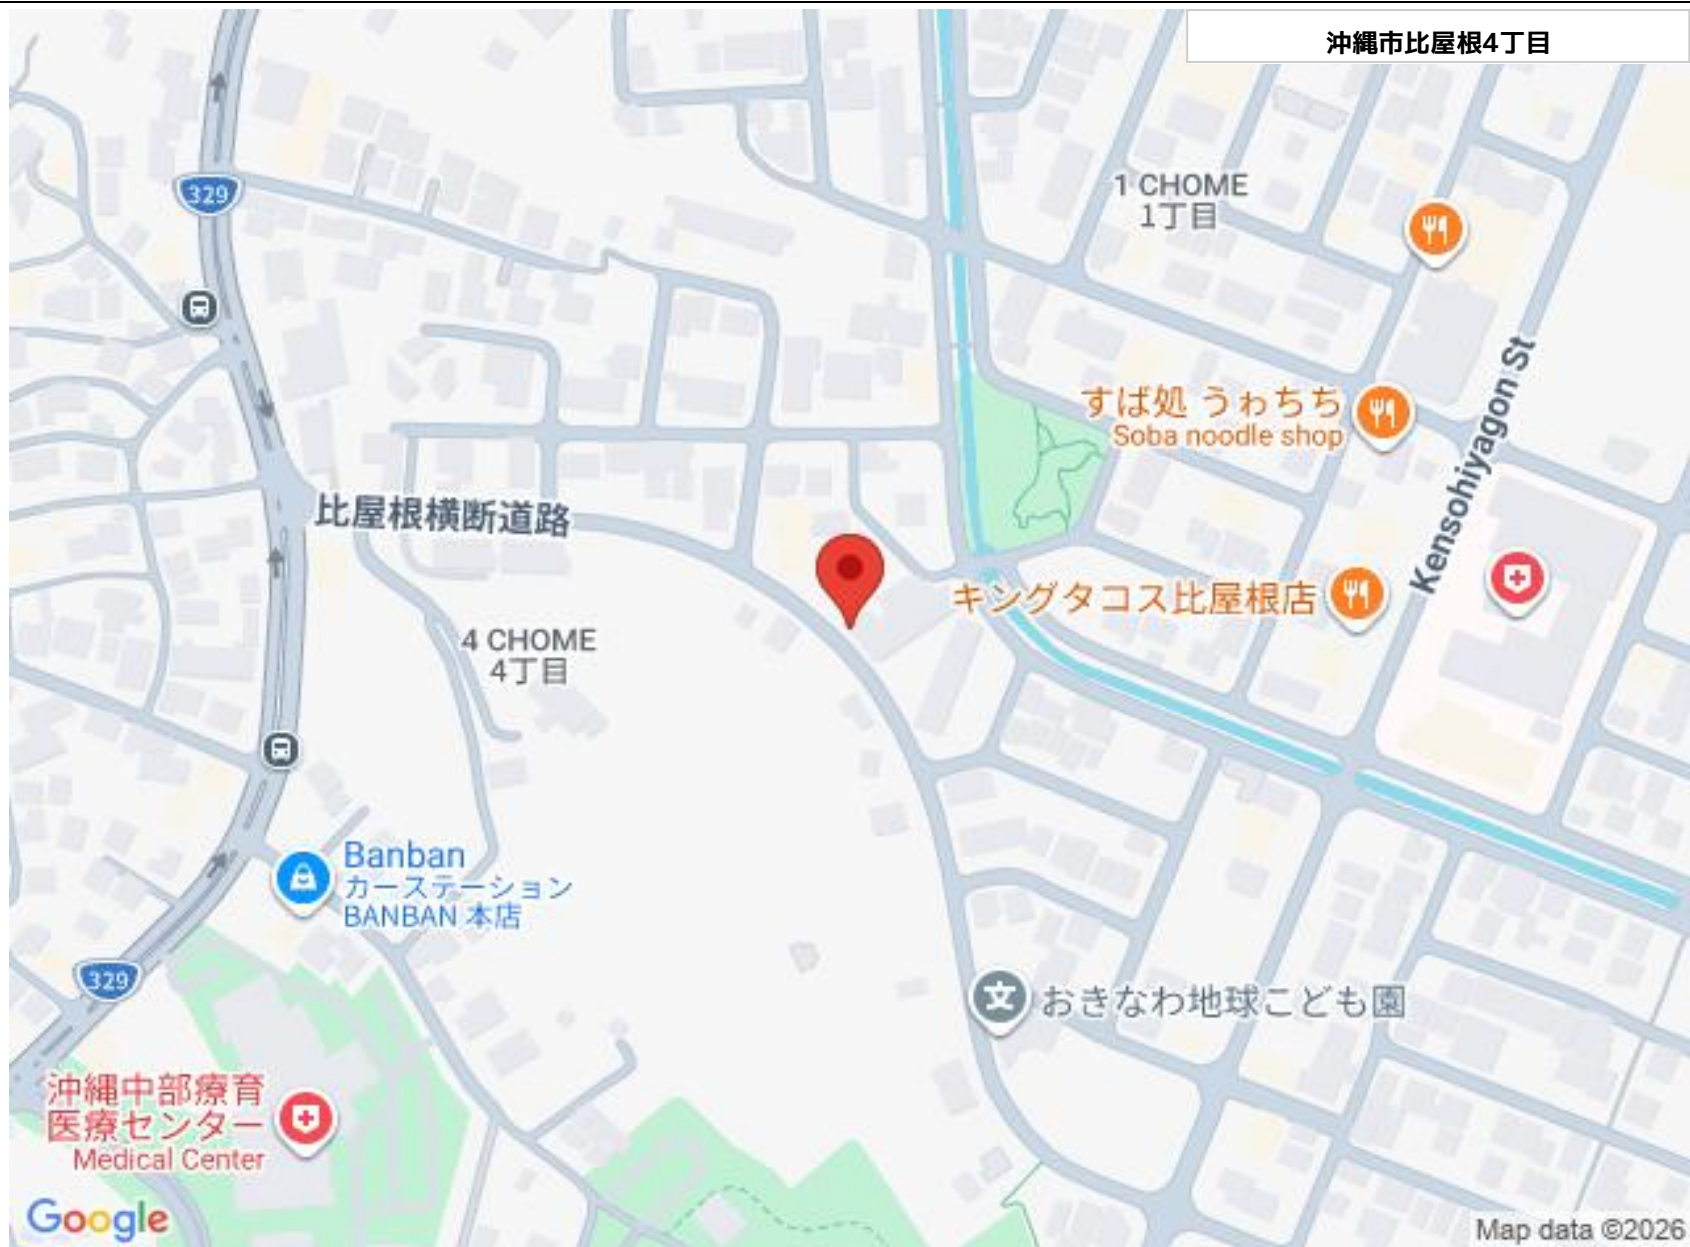 沖縄市比屋根4丁目
329
1 CHOME
1丁目
すば処 うゎちち
Soba noodle shop
Kensohiyagon St
比屋根横断道路
キングタコス比屋根店
4 CHOME
4丁目
Banban
カーステーション
BANBAN 本店
329
文
おきなわ地球こども園
沖縄中部療育
医療センター
Medical Center
Google
Map data ©2026